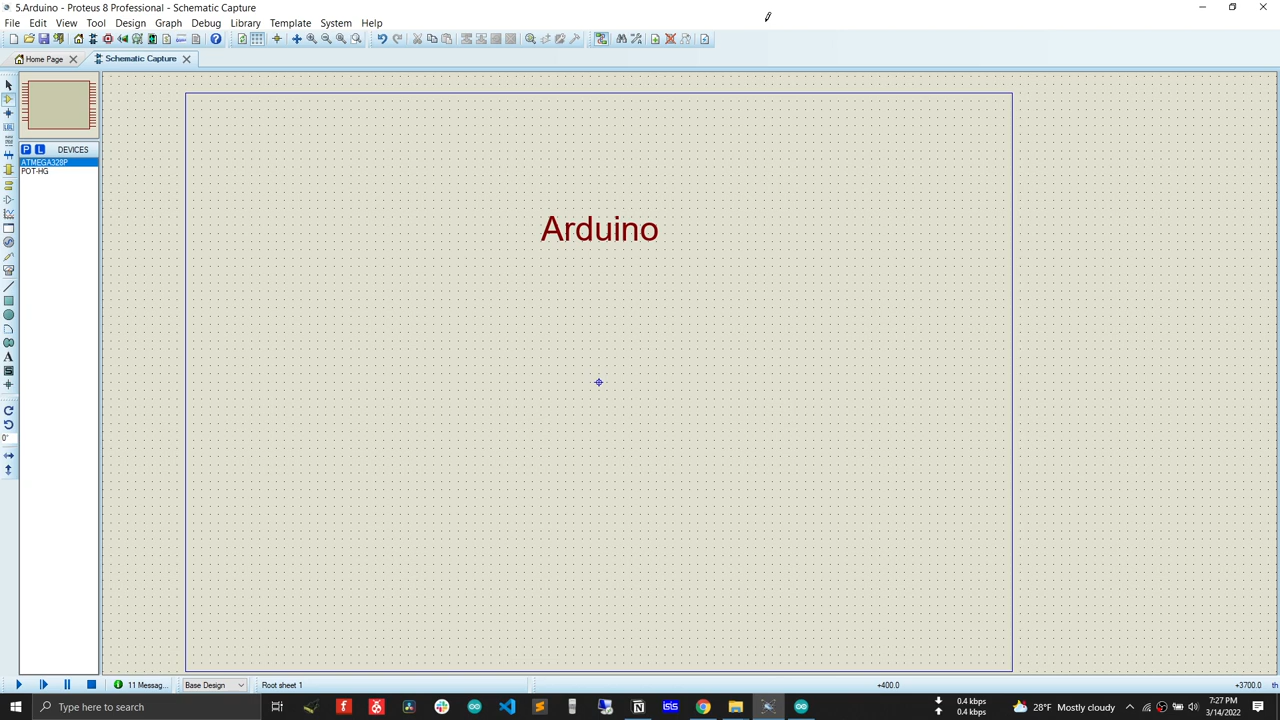 5.Arduino - Proteus 8 Professional - Schematic Capture
File Edit View Tool Design Graph Debug Library Template System Help
Home Page Schematic Capture
P L DEVICES
ATMEGA328P
POT-HG
Arduino
0°
11 Messag... Base Design Root sheet 1 +400.0 +3700.0 th
Type here to search 0.4 kbps 28°F Mostly cloudy 7:27 PM
0.4 kbps 3/14/2022